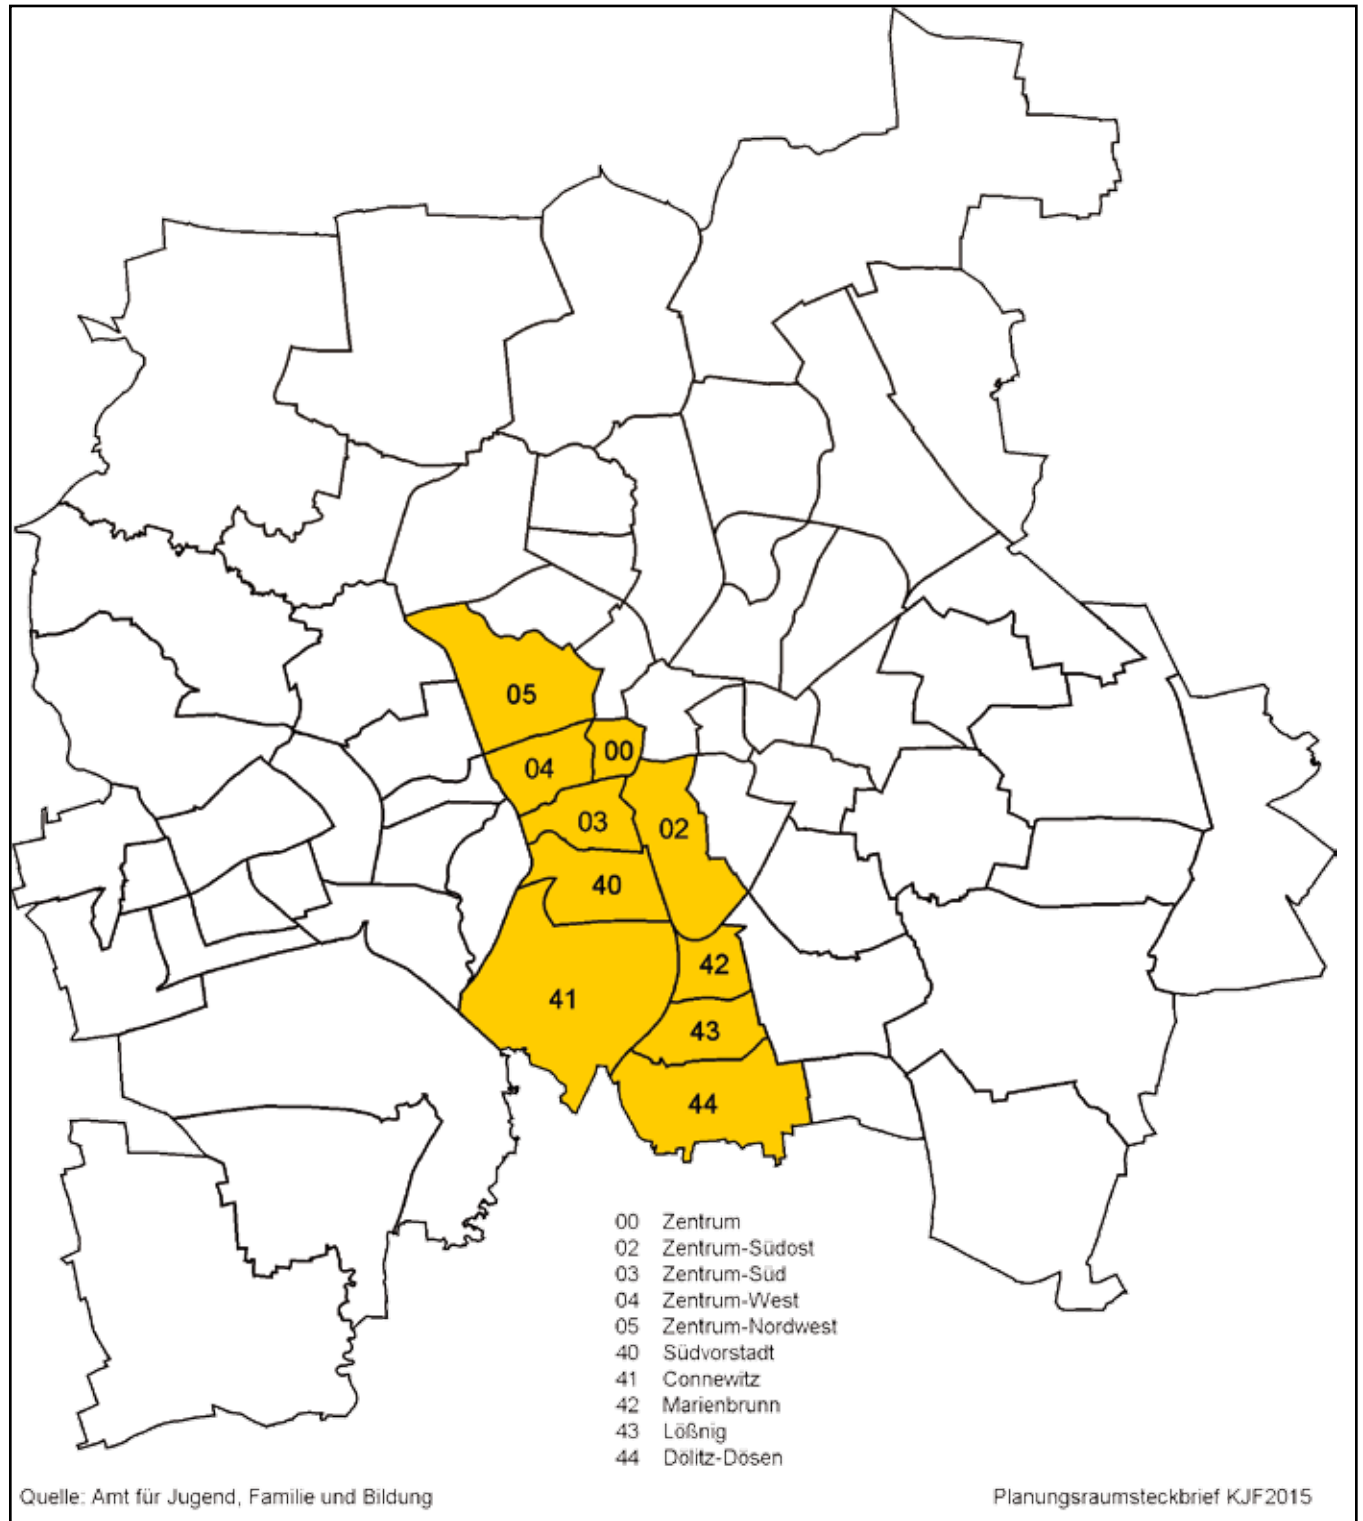 05
00
04
03
02
40
42
41
43
44
00 Zentrum
02 Zentrum-Südost
03 Zentrum-Süd
04 Zentrum-West
05 Zentrum-Nordwest
40 Südvorstadt
41 Connewitz
42 Marienbrunn
43 Lößnig
44 Dölitz-Dösen
Quelle: Amt für Jugend, Familie und Bildung
Planungsraumsteckbrief KJF2015